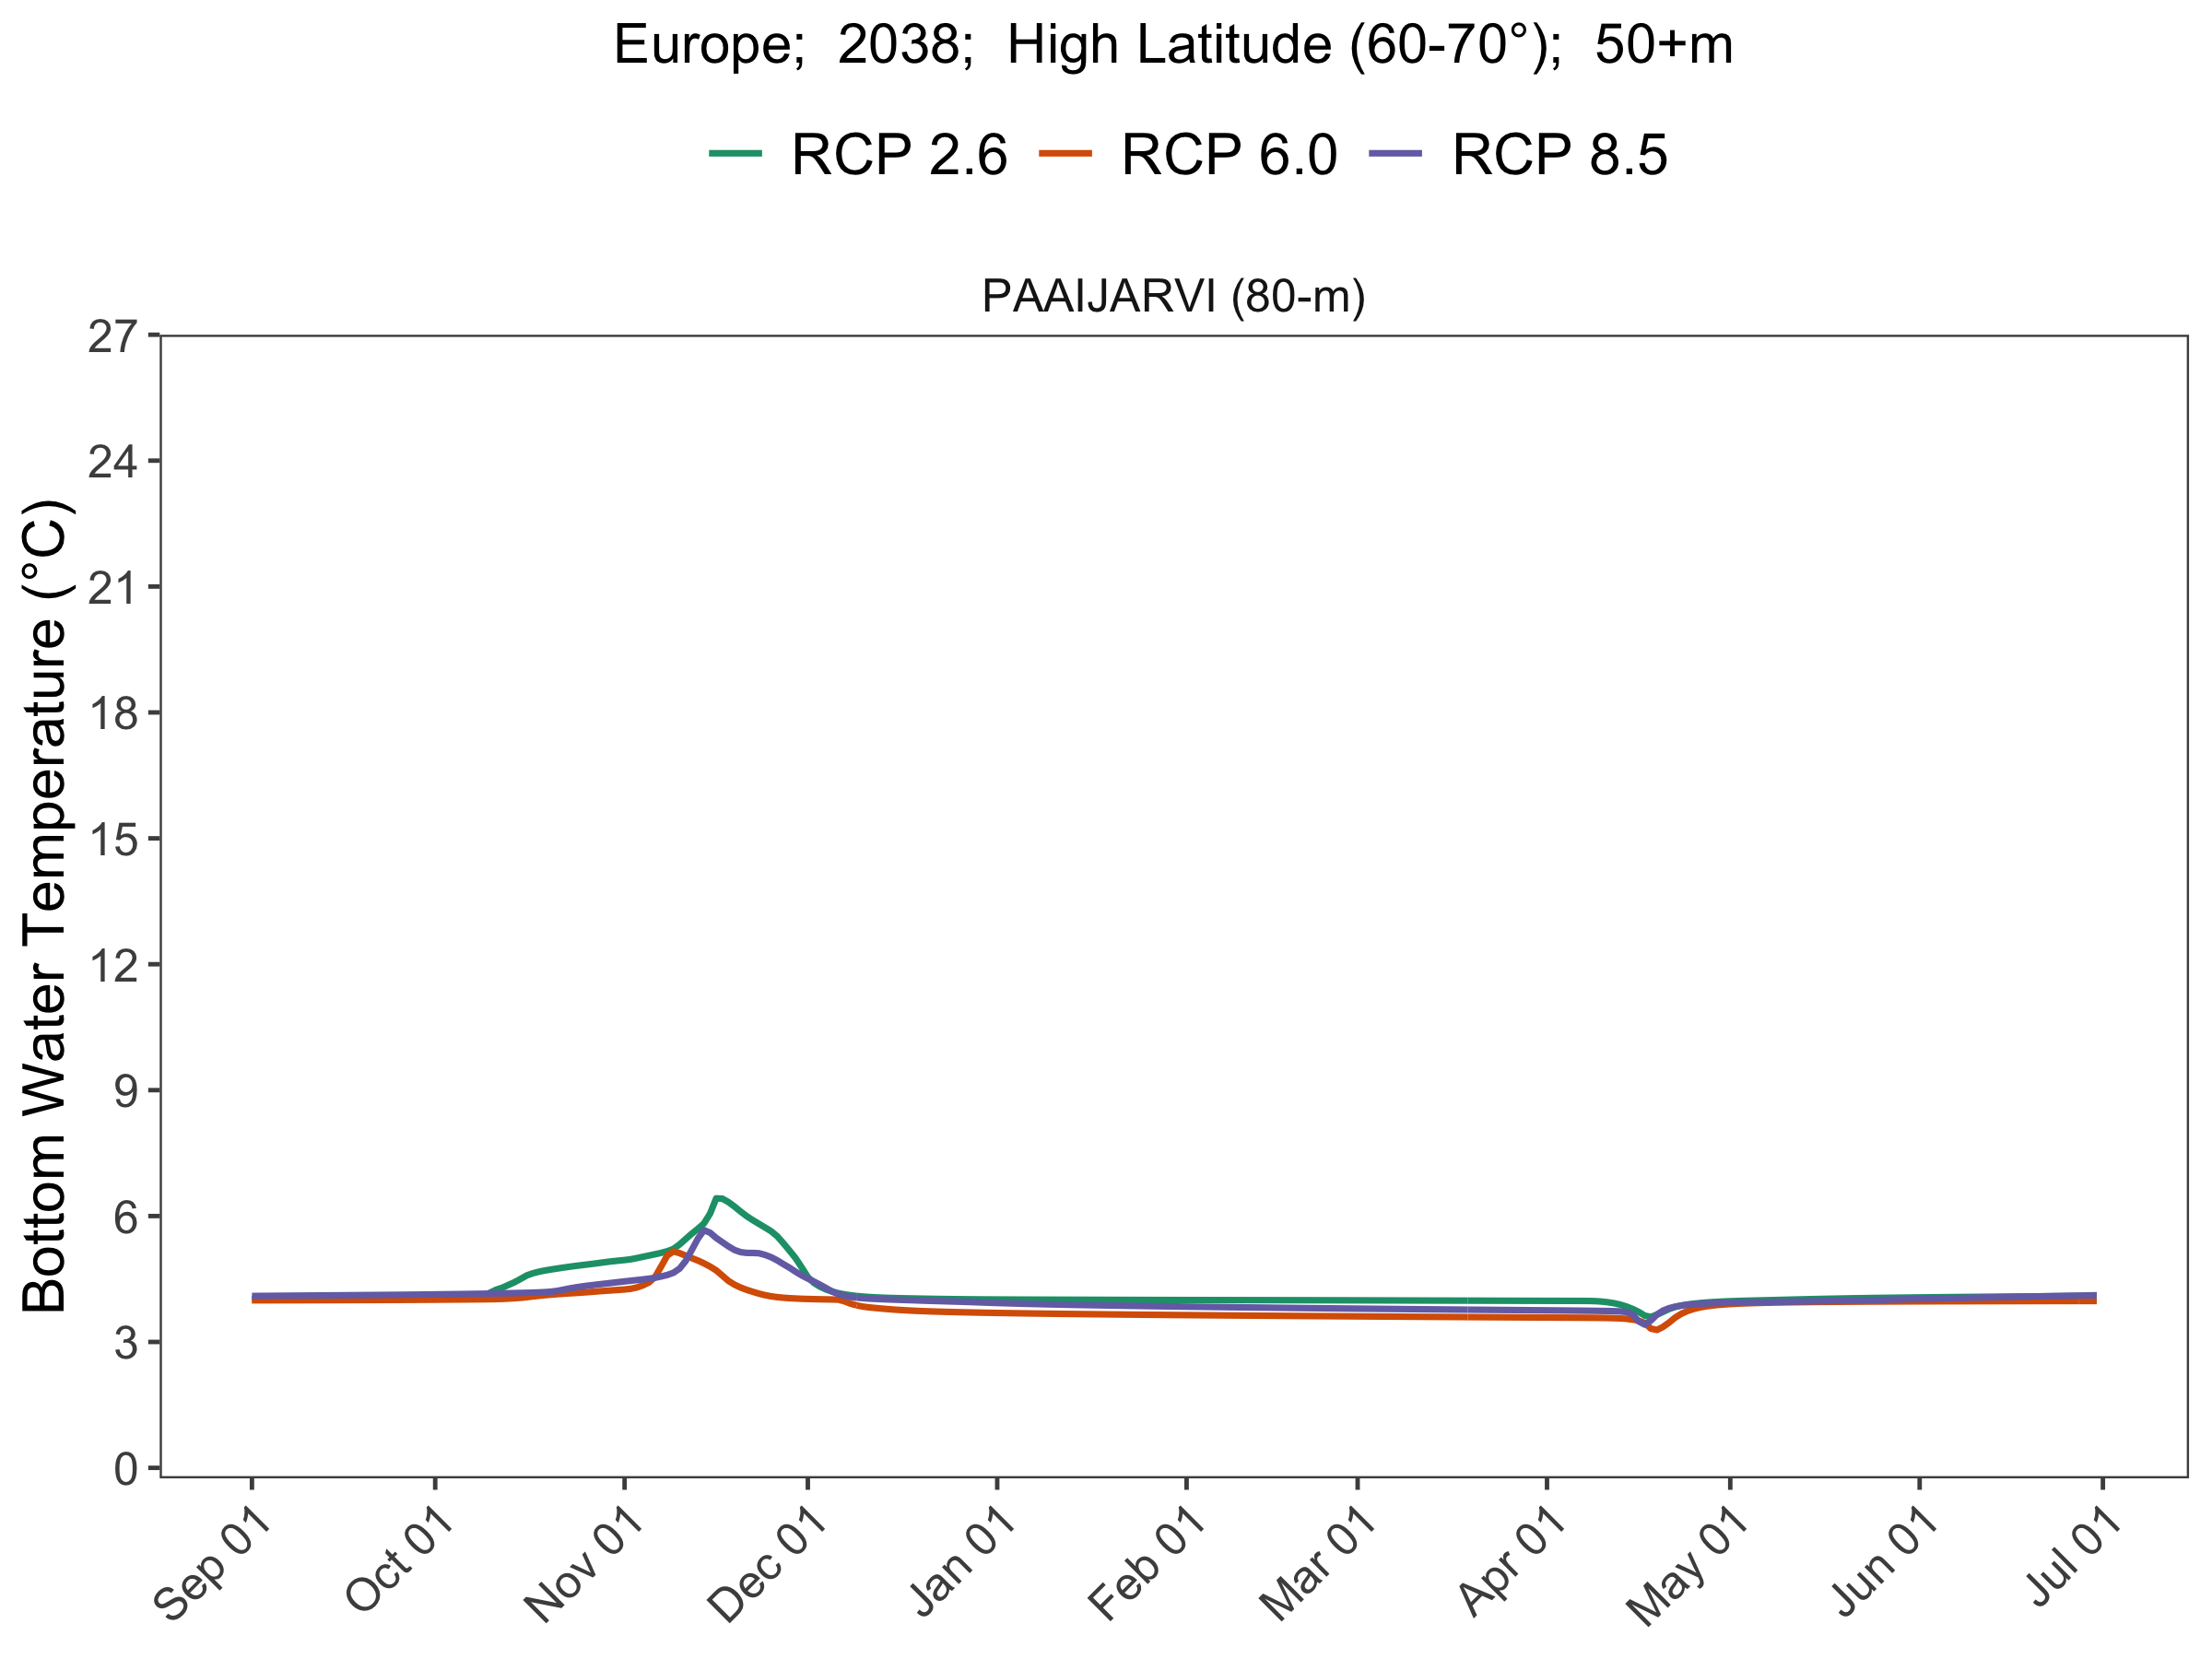 Europe;  2038;  High Latitude (60-70°);  50+m
RCP 2.6 RCP 6.0 RCP 8.5
PAAIJARVI (80-m)
Bottom Water Temperature (°C)
27
24
21
18
15
12
9
6
3
0
Sep 01
Oct 01
Nov 01
Dec 01
Jan 01
Feb 01
Mar 01
Apr 01
May 01
Jun 01
Jul 01